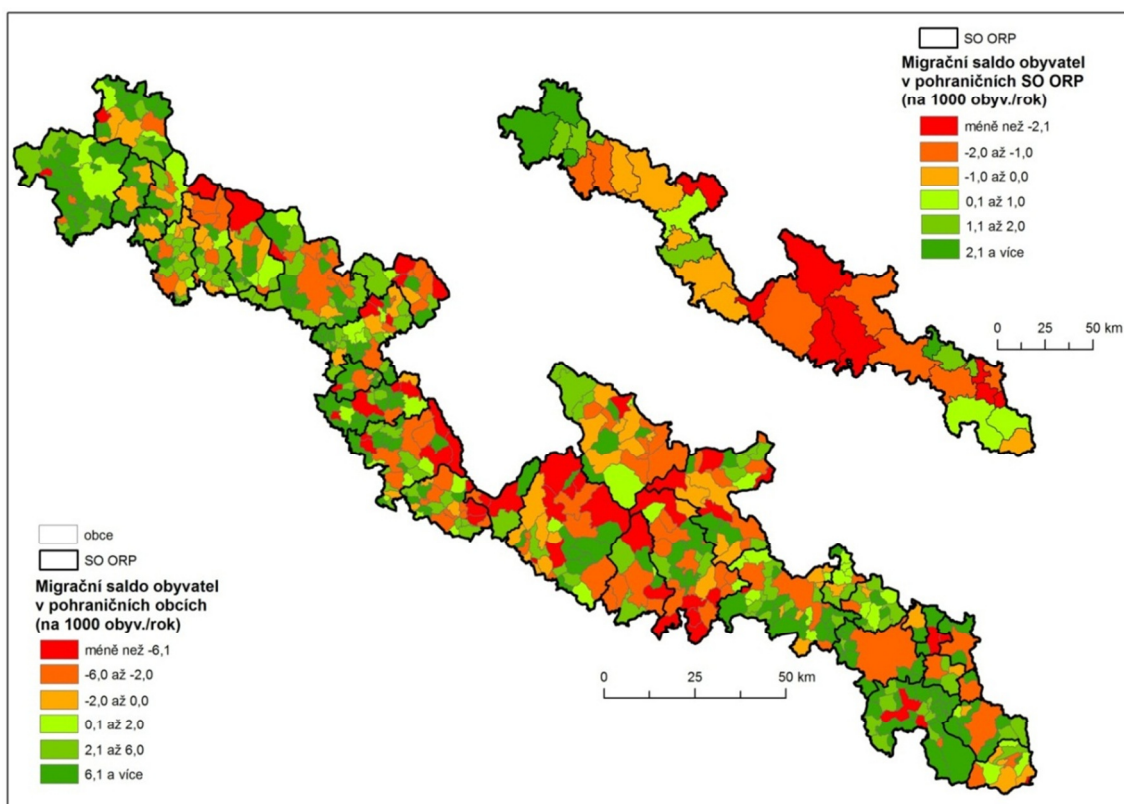 SO ORP
Migrační saldo obyvatel
v pohraničních SO ORP
(na 1000 obyv./rok)
méně než -2,1
-2,0 až -1,0
-1,0 až 0,0
0,1 až 1,0
1,1 až 2,0
2,1 a více
0 25 50 km
obce
SO ORP
Migrační saldo obyvatel
v pohraničních obcích
(na 1000 obyv./rok)
méně než -6,1
-6,0 až -2,0
-2,0 až 0,0
0,1 až 2,0
2,1 až 6,0
6,1 a více
0 25 50 km